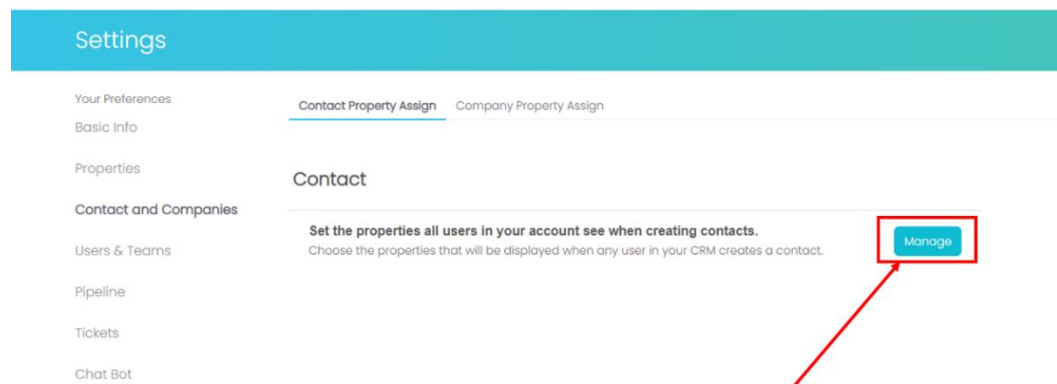 Settings
Your Preferences
Basic Info
Properties
Contact and Companies
Users & Teams
Pipeline
Tickets
Chat Bot
Contact Property Assign Company Property Assign
Contact
Set the properties all users in your account see when creating contacts.
Choose the properties that will be displayed when any user in your CRM creates a contact.
Manage